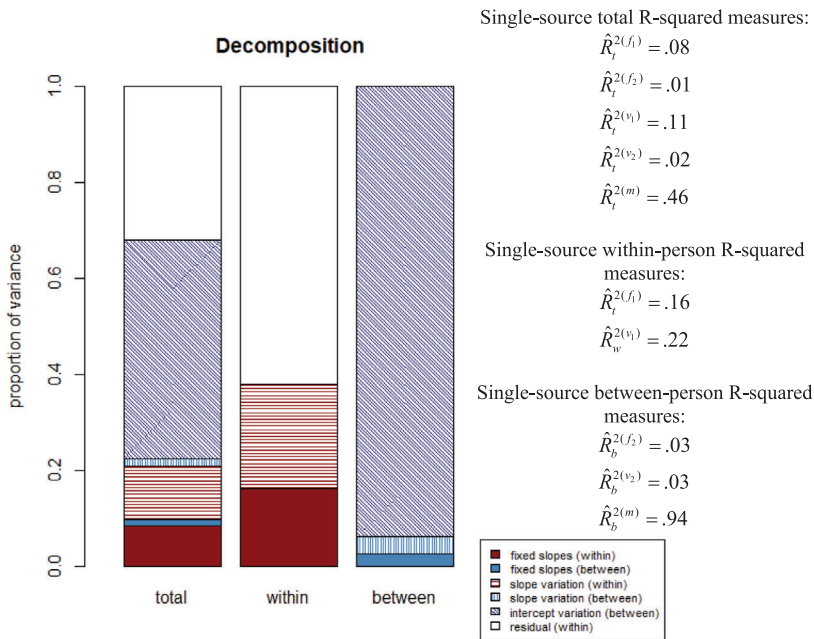 Decomposition
1.0
0.8
0.6
0.4
0.2
0.0
proportion of variance
total
within
between
Single-source total R-squared measures:
R̂ₜ²⁽ᶠ₁⁾ = .08
R̂ₜ²⁽ᶠ₂⁾ = .01
R̂ₜ²⁽ᵛ₁⁾ = .11
R̂ₜ²⁽ᵛ₂⁾ = .02
R̂ₜ²⁽ᵐ⁾ = .46
Single-source within-person R-squared
measures:
R̂ₜ²⁽ᶠ₁⁾ = .16
R̂_w²⁽ᵛ₁⁾ = .22
Single-source between-person R-squared
measures:
R̂_b²⁽ᶠ₂⁾ = .03
R̂_b²⁽ᵛ₂⁾ = .03
R̂_b²⁽ᵐ⁾ = .94
fixed slopes (within)
fixed slopes (between)
slope variation (within)
slope variation (between)
intercept variation (between)
residual (within)